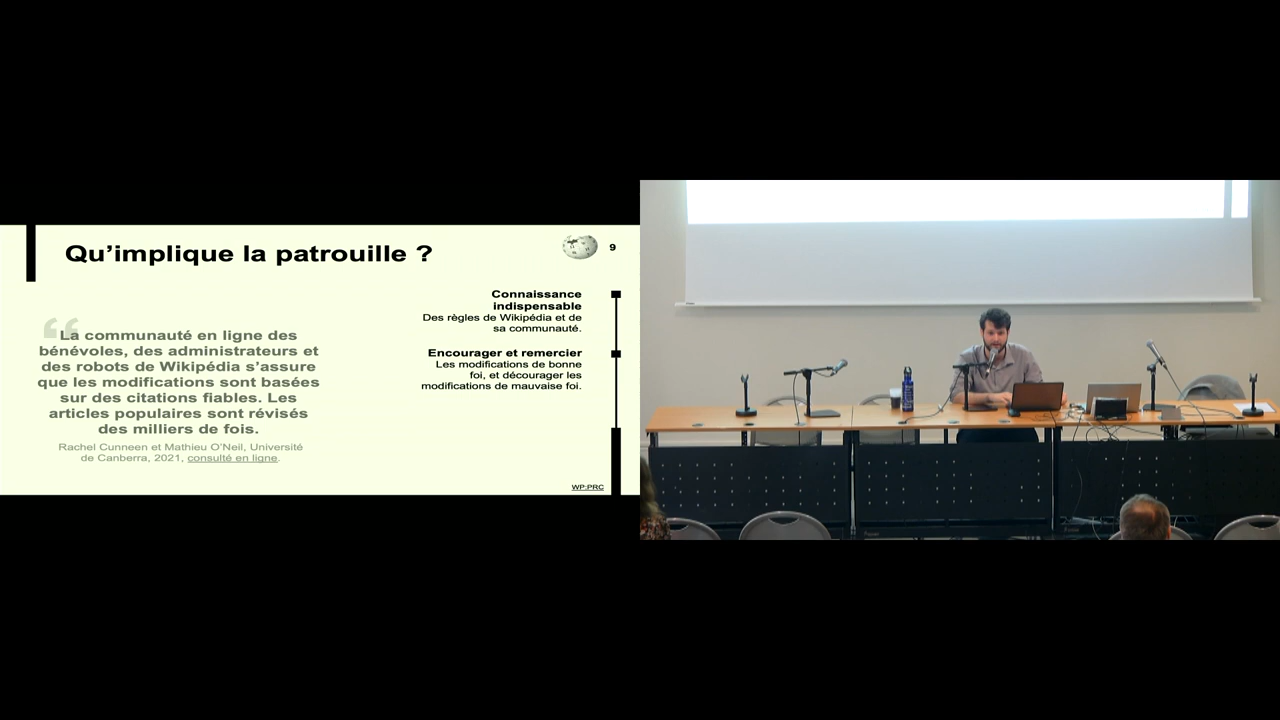 Qu’implique la patrouille ?
9
“
La communauté en ligne des
bénévoles, des administrateurs et
des robots de Wikipédia s’assure
que les modifications sont basées
sur des citations fiables. Les
articles populaires sont révisés
des milliers de fois.
Rachel Cunneen et Mathieu O’Neil, Université
de Canberra, 2021, consulté en ligne.
Connaissance
indispensable
Des règles de Wikipédia et de
sa communauté.
Encourager et remercier
Les modifications de bonne
foi, et décourager les
modifications de mauvaise foi.
WP:PRC